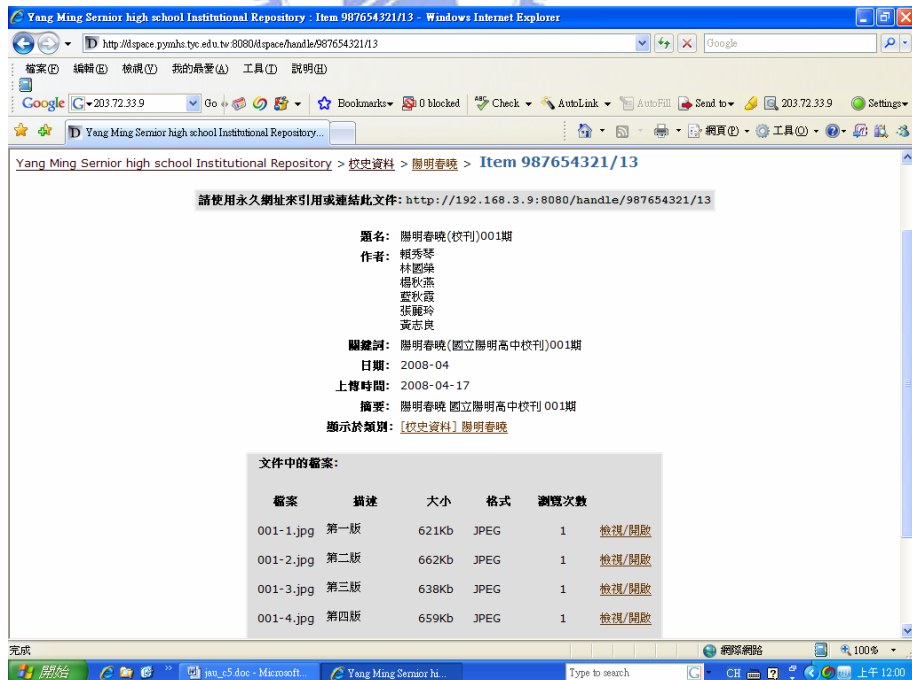 Yang Ming Sernior high school Institutional Repository : Item 987654321/13 - Windows Internet Explorer
http://dspace.pymhs.tyc.edu.tw:8080/dspace/handle/987654321/13
Google
檔案(F) 編輯(E) 檢視(V) 我的最愛(A) 工具(T) 說明(H)
Google 203.72.33.9 Go Bookmarks 0 blocked Check AutoLink AutoFill Send to 203.72.33.9 Settings
Yang Ming Sernior high school Institutional Repository... 網頁(P) 工具(O)
Yang Ming Sernior high school Institutional Repository > 校史資料 > 陽明春曉 > Item 987654321/13
請使用永久網址來引用或連結此文件: http://192.168.3.9:8080/handle/987654321/13
題名: 陽明春曉(校刊)001期
作者: 賴秀琴
林國榮
楊秋燕
藍秋霞
張麗玲
黃志良
關鍵詞: 陽明春曉(國立陽明高中校刊)001期
日期: 2008-04
上傳時間: 2008-04-17
摘要: 陽明春曉 國立陽明高中校刊 001期
顯示於類別: [校史資料] 陽明春曉
文件中的檔案:
檔案 描述 大小 格式 瀏覽次數
001-1.jpg 第一版 621Kb JPEG 1 檢視/開啟
001-2.jpg 第二版 662Kb JPEG 1 檢視/開啟
001-3.jpg 第三版 638Kb JPEG 1 檢視/開啟
001-4.jpg 第四版 659Kb JPEG 1 檢視/開啟
完成 網際網路 100%
開始 jau_c5.doc - Microsoft... Yang Ming Sernior hi... Type to search CH 上午 12:00